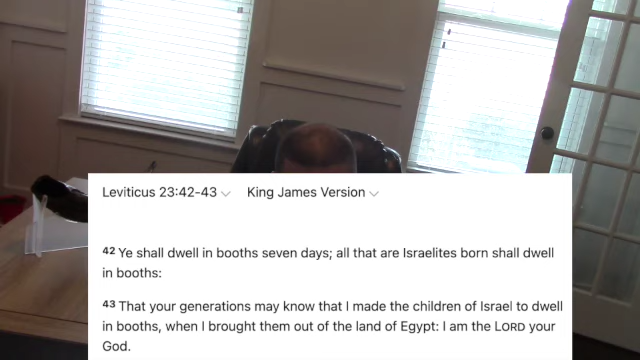 Leviticus 23:42-43 King James Version
42 Ye shall dwell in booths seven days; all that are Israelites born shall dwell
in booths:
43 That your generations may know that I made the children of Israel to dwell
in booths, when I brought them out of the land of Egypt: I am the LORD your
God.